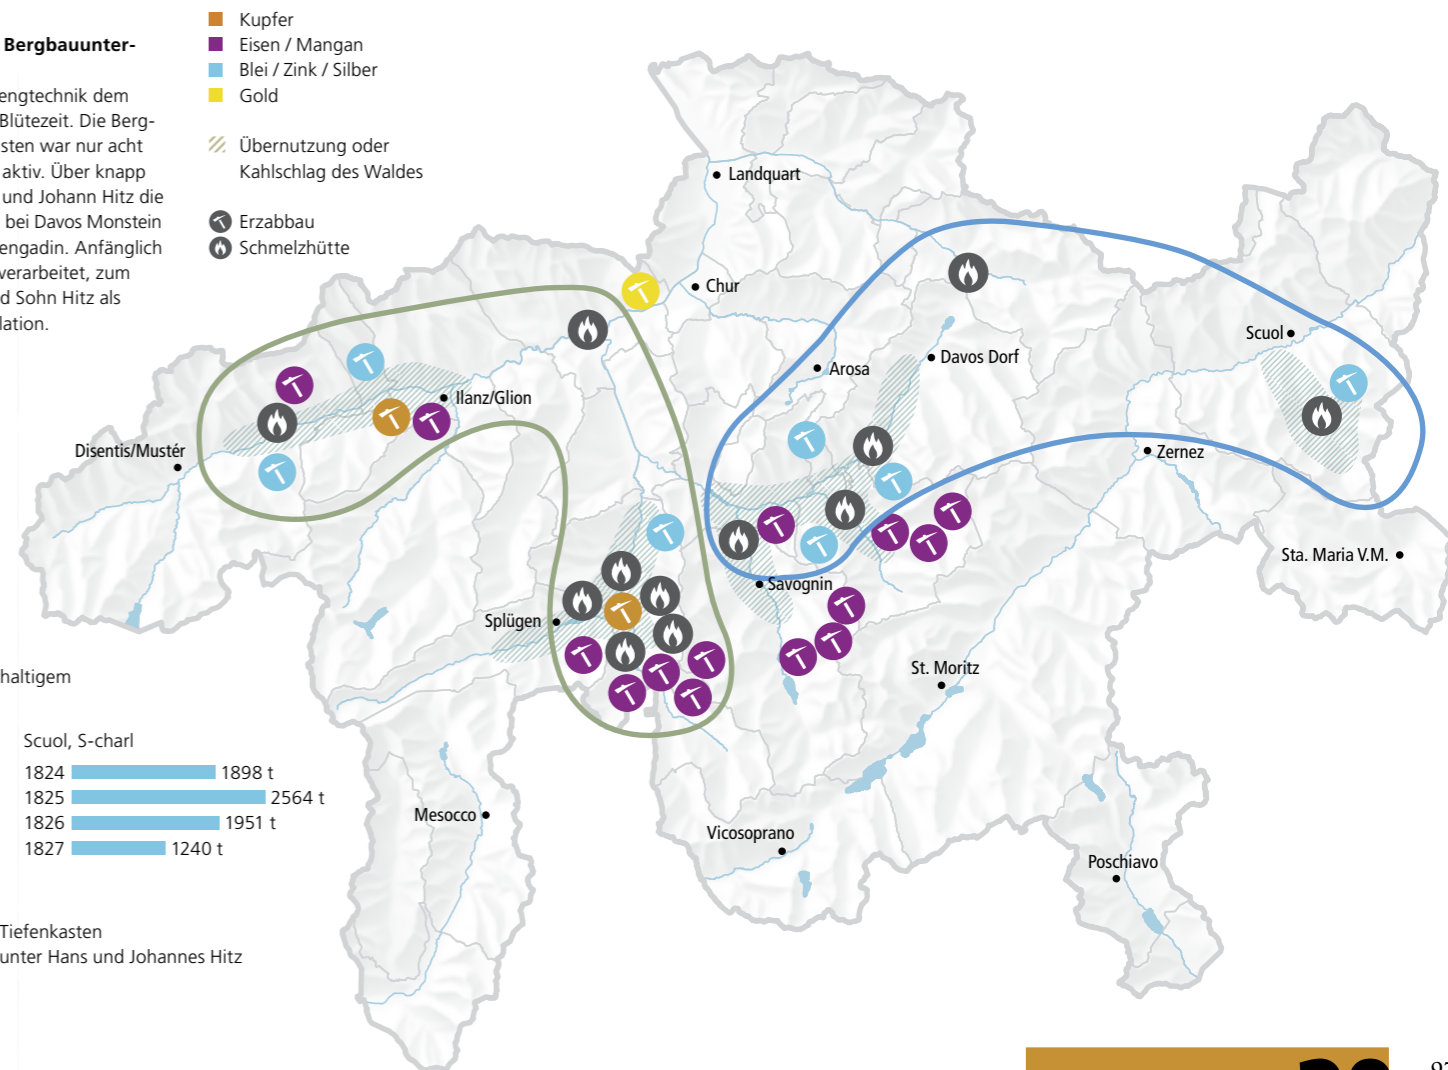 Bergbauunter-
engtechnik dem
Blütezeit. Die Berg-
sten war nur acht
aktiv. Über knapp
und Johann Hitz die
bei Davos Monstein
engadin. Anfänglich
verarbeitet, zum
d Sohn Hitz als
lation.
Kupfer
Eisen / Mangan
Blei / Zink / Silber
Gold
Übernutzung oder
Kahlschlag des Waldes
Erzabbau
Schmelzhütte
Landquart
Chur
Scuol
Davos Dorf
Arosa
Ilanz/Glion
Disentis/Mustér
Zernez
Sta. Maria V.M.
Savognin
Splügen
St. Moritz
Mesocco
Vicosoprano
Poschiavo
haltigem
Scuol, S-charl
1824 1898 t
1825 2564 t
1826 1951 t
1827 1240 t
Tiefenkasten
unter Hans und Johannes Hitz